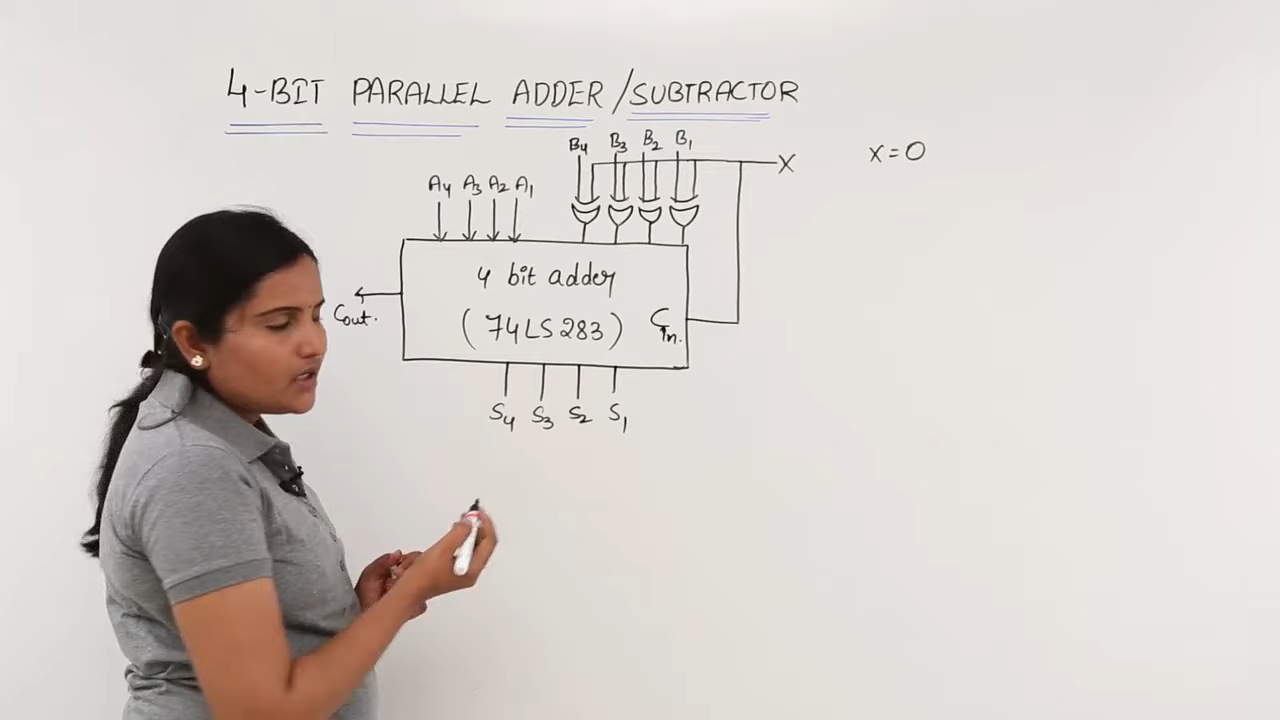 4-BIT PARALLEL ADDER/SUBTRACTOR
B4 B3 B2 B1
X
x=0
A4 A3 A2 A1
4 bit adder
(74LS283)
Cin.
Cout.
S4 S3 S2 S1